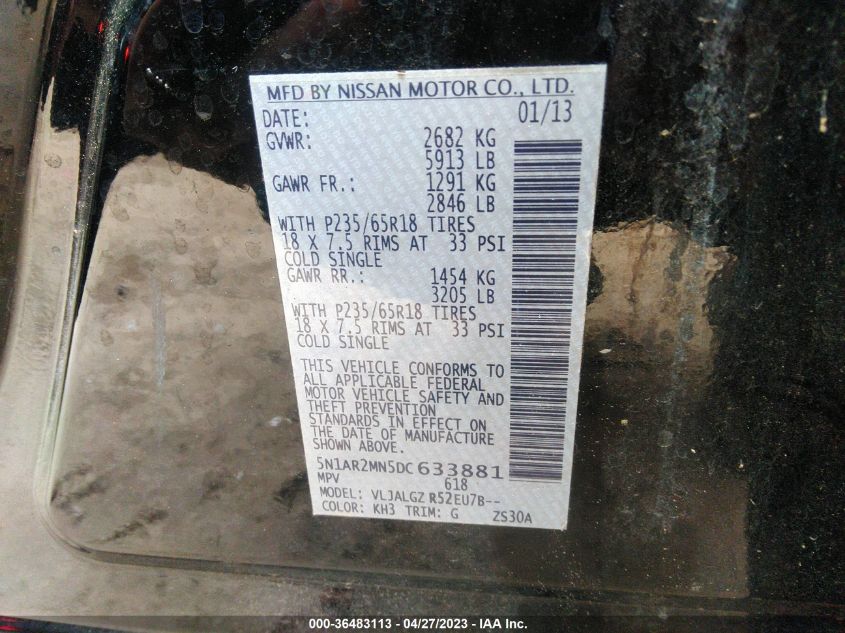 MFD BY NISSAN MOTOR CO., LTD.
DATE: 01/13
GVWR: 2682 KG
5913 LB
GAWR FR.: 1291 KG
2846 LB
WITH P235/65R18 TIRES
18 X 7.5 RIMS AT 33 PSI
COLD SINGLE
GAWR RR.: 1454 KG
3205 LB
WITH P235/65R18 TIRES
18 X 7.5 RIMS AT 33 PSI
COLD SINGLE
THIS VEHICLE CONFORMS TO
ALL APPLICABLE FEDERAL
MOTOR VEHICLE SAFETY AND
THEFT PREVENTION
STANDARDS IN EFFECT ON
THE DATE OF MANUFACTURE
SHOWN ABOVE.
5N1AR2MN5DC633881
MPV 618
MODEL: VLJALGZ R52EU7B--
COLOR: KH3 TRIM: G ZS30A
000-36483113 - 04/27/2023 - IAA Inc.